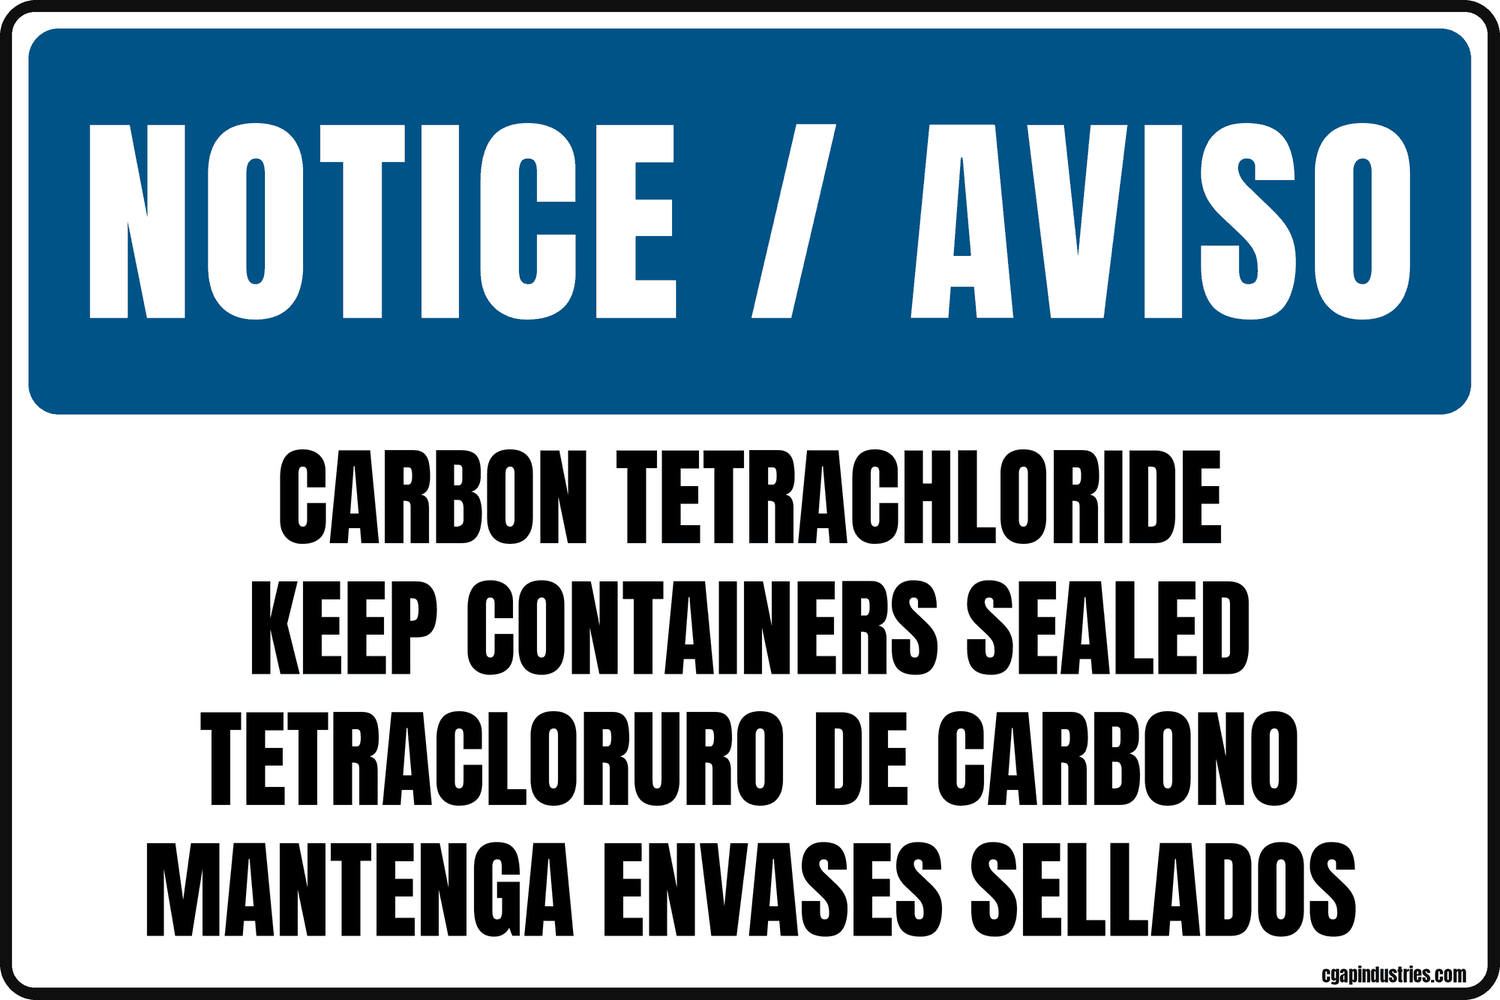 NOTICE / AVISO
CARBON TETRACHLORIDE
KEEP CONTAINERS SEALED
TETRACLORURO DE CARBONO
MANTENGA ENVASES SELLADOS
cgapindustries.com